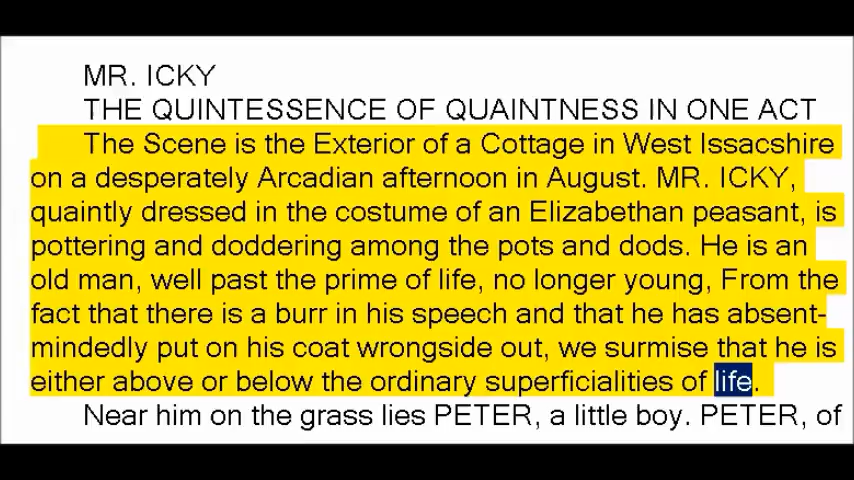 MR. ICKY
THE QUINTESSENCE OF QUAINTNESS IN ONE ACT
The Scene is the Exterior of a Cottage in West Issacshire
on a desperately Arcadian afternoon in August. MR. ICKY,
quaintly dressed in the costume of an Elizabethan peasant, is
pottering and doddering among the pots and dods. He is an
old man, well past the prime of life, no longer young, From the
fact that there is a burr in his speech and that he has absent-
mindedly put on his coat wrongside out, we surmise that he is
either above or below the ordinary superficialities of life.
Near him on the grass lies PETER, a little boy. PETER, of